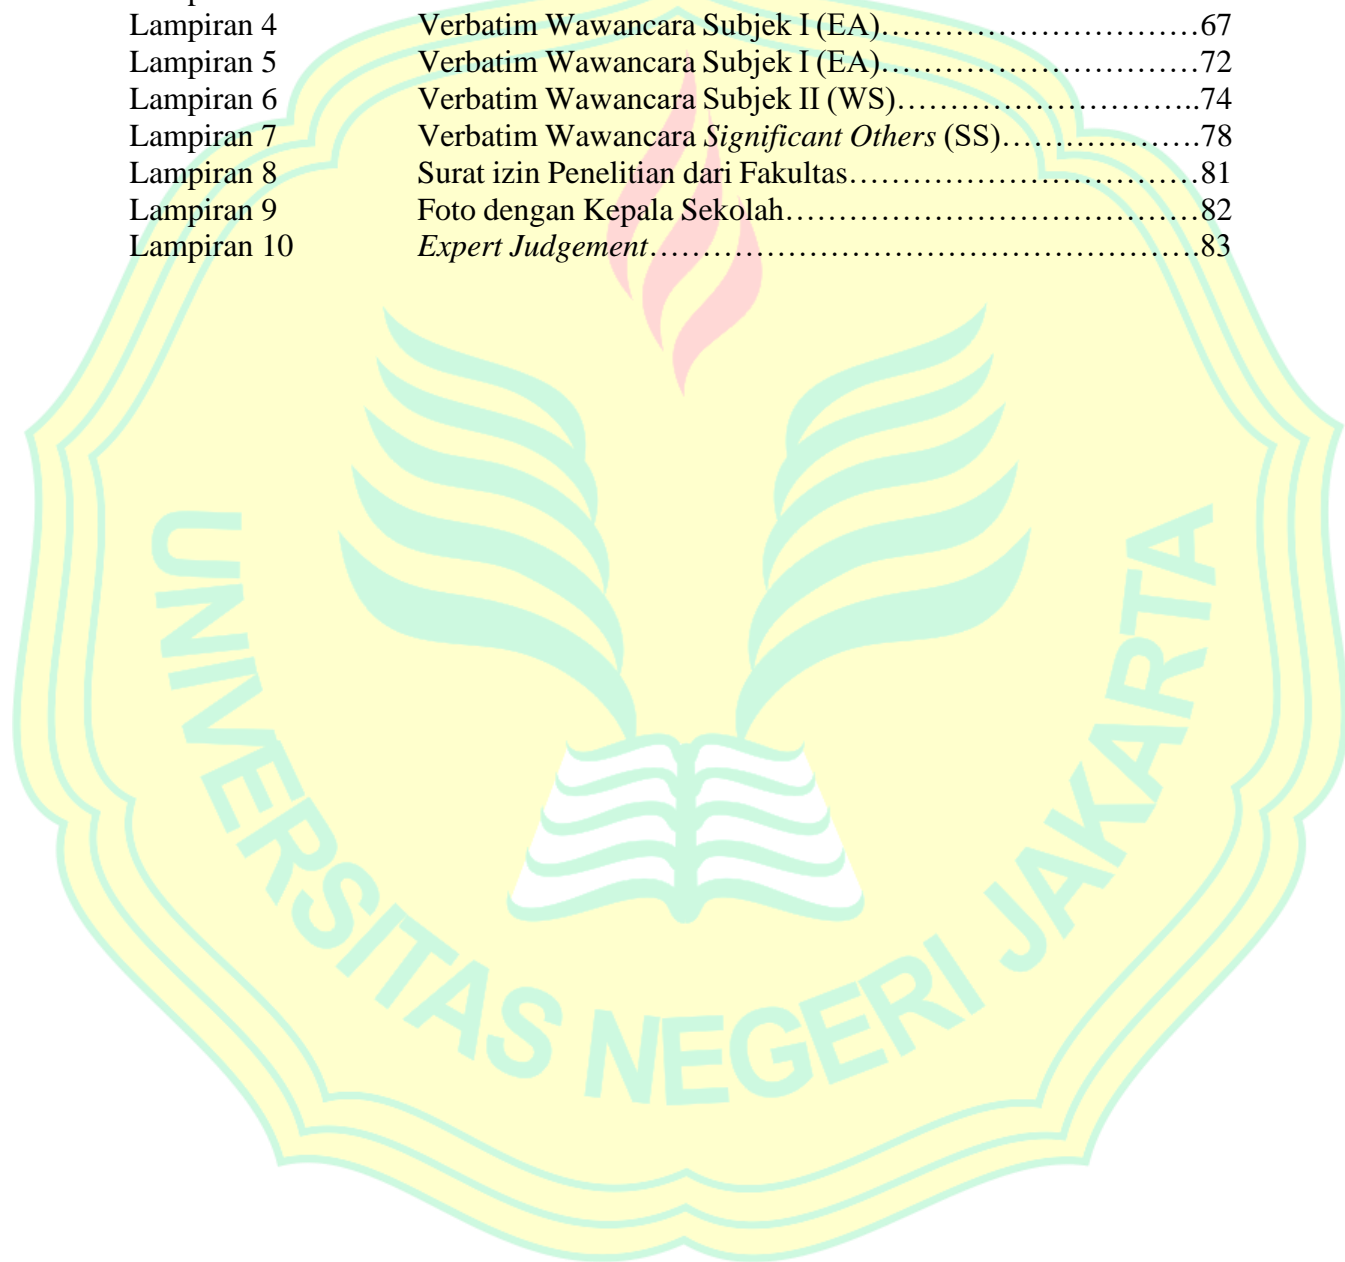 Lampiran 4 Verbatim Wawancara Subjek I (EA)…………………………67
Lampiran 5 Verbatim Wawancara Subjek I (EA)…………………………72
Lampiran 6 Verbatim Wawancara Subjek II (WS)………………………..74
Lampiran 7 Verbatim Wawancara Significant Others (SS)……………….78
Lampiran 8 Surat izin Penelitian dari Fakultas……………………………81
Lampiran 9 Foto dengan Kepala Sekolah…………………………………82
Lampiran 10 Expert Judgement……………………………………………….83
UNIVERSITAS NEGERI JAKARTA